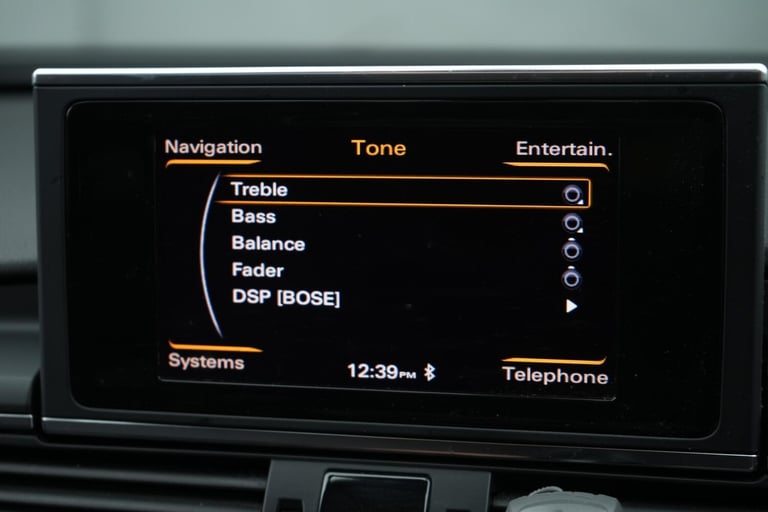 Navigation Tone Entertain.
Treble
Bass
Balance
Fader
DSP [BOSE]
Systems 12:39PM Telephone